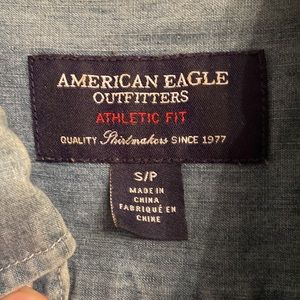 AMERICAN EAGLE
OUTFITTERS
ATHLETIC FIT
QUALITY Shirtmakers SINCE 1977
S/P
MADE IN
CHINA
FABRIQUÉ EN
CHINE